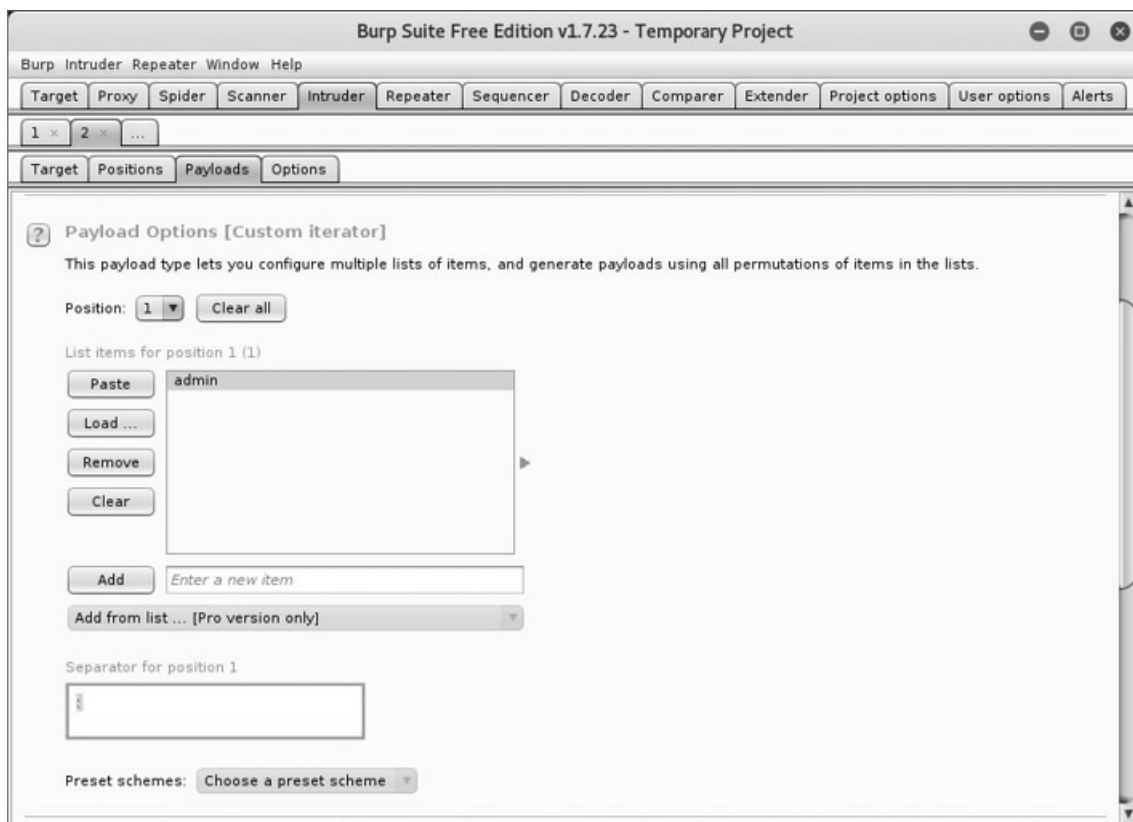 Burp Suite Free Edition v1.7.23 - Temporary Project
Burp Intruder Repeater Window Help
Target Proxy Spider Scanner Intruder Repeater Sequencer Decoder Comparer Extender Project options User options Alerts
1 × 2 × ...
Target Positions Payloads Options
? Payload Options [Custom iterator]
This payload type lets you configure multiple lists of items, and generate payloads using all permutations of items in the lists.
Position: 1 Clear all
List items for position 1 (1)
Paste admin
Load ...
Remove
Clear
Add Enter a new item
Add from list ... [Pro version only]
Separator for position 1
:
Preset schemes: Choose a preset scheme